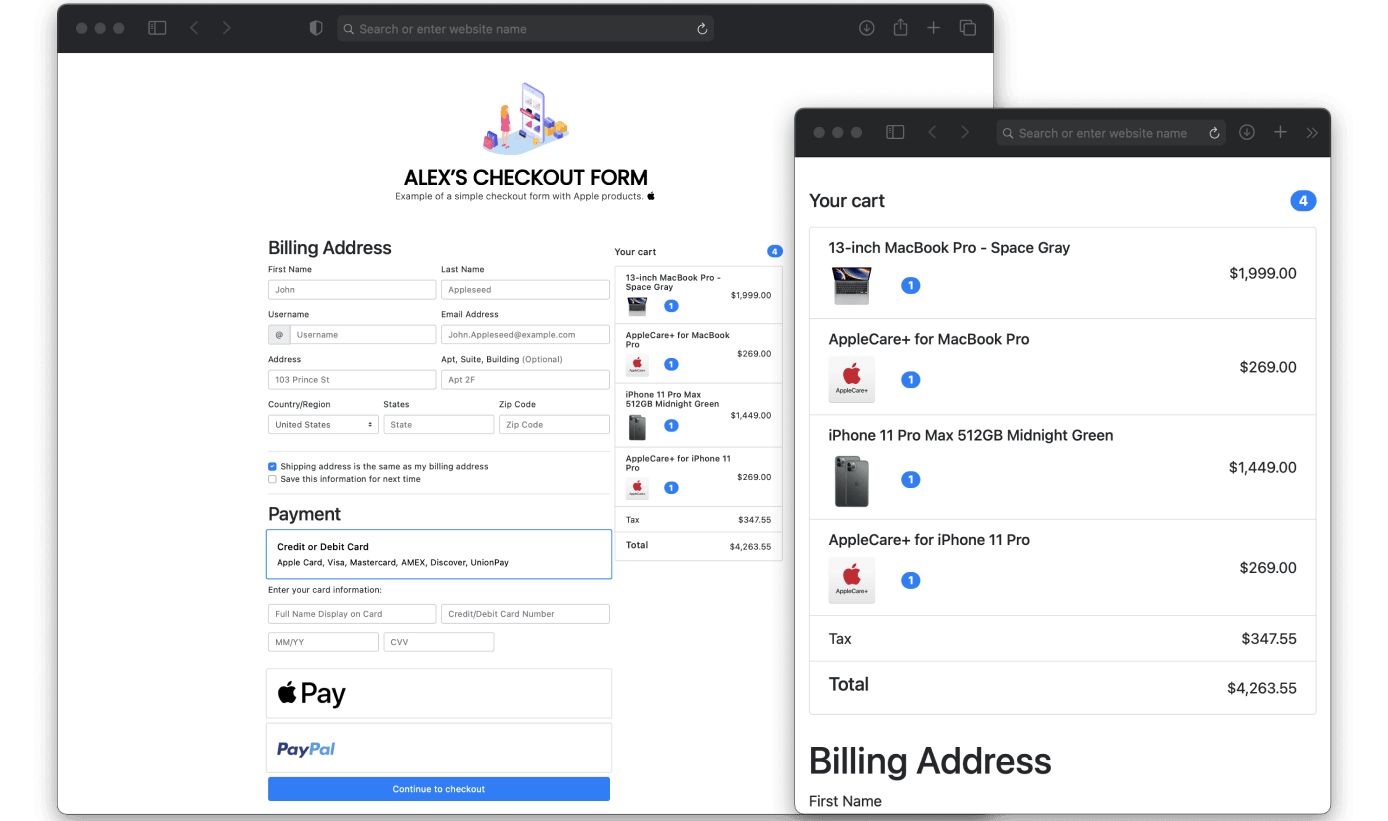 Search or enter website name
ALEX'S CHECKOUT FORM
Example of a simple checkout form with Apple products.
Billing Address
First Name
Last Name
John
Appleseed
Username
Email Address
@ Username
John.Appleseed@example.com
Address
Apt, Suite, Building (Optional)
103 Prince St
Apt 2F
Country/Region
States
Zip Code
United States
State
Zip Code
Shipping address is the same as my billing address
Save this information for next time
Payment
Credit or Debit Card
Apple Card, Visa, Mastercard, AMEX, Discover, UnionPay
Enter your card information:
Full Name Display on Card
Credit/Debit Card Number
MM/YY
CVV
Pay
PayPal
Continue to checkout
Your cart
4
13-inch MacBook Pro -
Space Gray
1
$1,999.00
AppleCare+ for MacBook
Pro
AppleCare+
1
$269.00
iPhone 11 Pro Max
512GB Midnight Green
1
$1,449.00
AppleCare+ for iPhone 11
Pro
AppleCare+
1
$269.00
Tax
$347.55
Total
$4,263.55
Search or enter website name
Your cart
4
13-inch MacBook Pro - Space Gray
1
$1,999.00
AppleCare+ for MacBook Pro
AppleCare+
1
$269.00
iPhone 11 Pro Max 512GB Midnight Green
1
$1,449.00
AppleCare+ for iPhone 11 Pro
AppleCare+
1
$269.00
Tax
$347.55
Total
$4,263.55
Billing Address
First Name